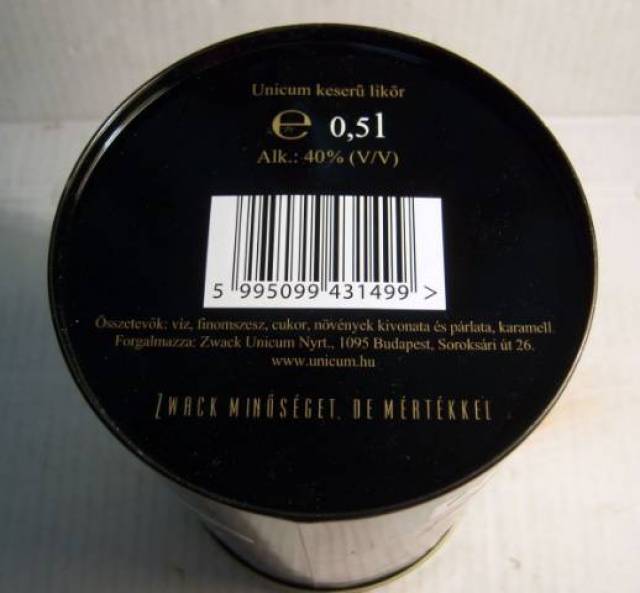 Unicum keserű likőr
e 0,5l
Alk.: 40% (V/V)
5 995099 431499 >
Összetevők: víz, finomszesz, cukor, növények kivonata és párlata, karamell.
Forgalmazza: Zwack Unicum Nyrt., 1095 Budapest, Soroksári út 26.
www.unicum.hu
ZWACK MINŐSÉGET, DE MÉRTÉKKEL